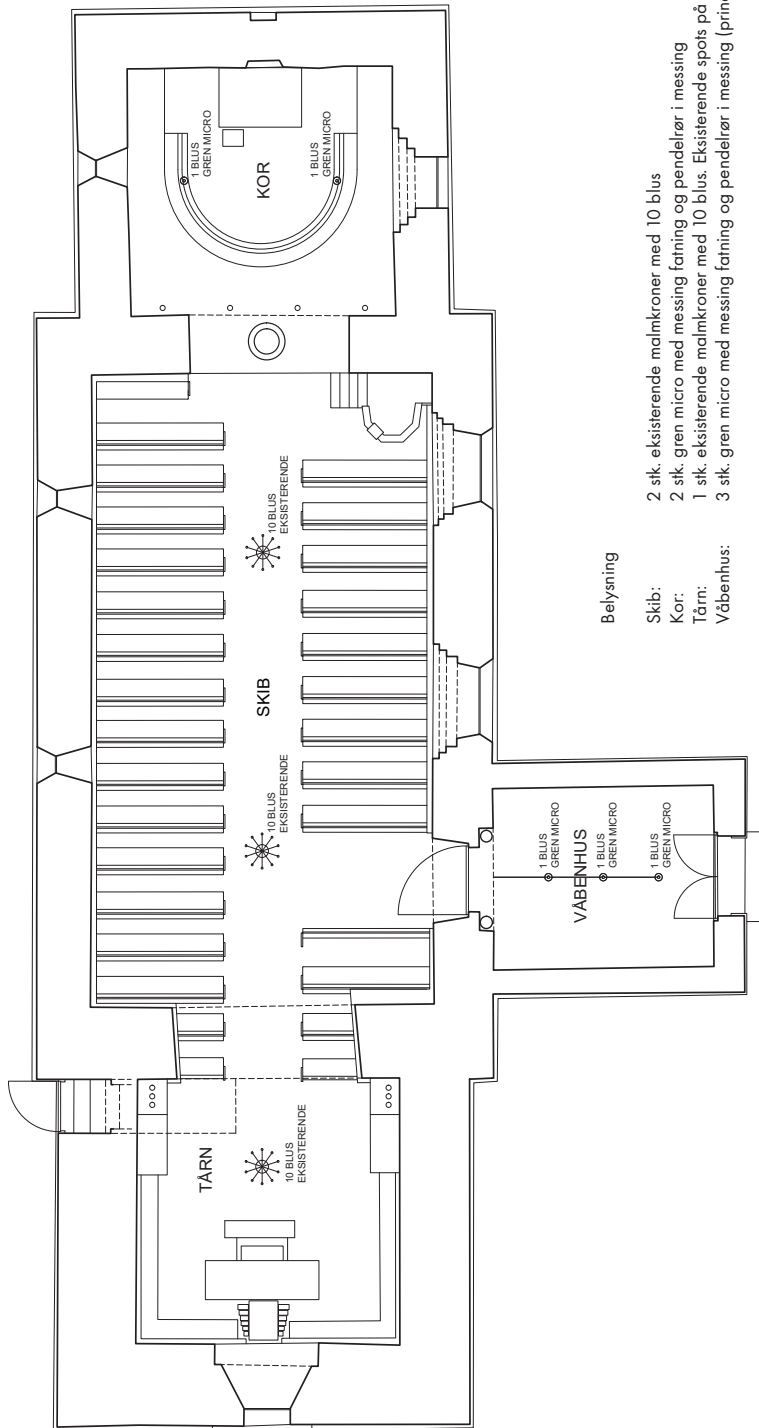 TÅRN
10 BLUS
EKSISTERENDE
SKIB
10 BLUS
EKSISTERENDE
10 BLUS
EKSISTERENDE
KOR
1 BLUS
GREN MICRO
1 BLUS
GREN MICRO
VÅBENHUS
1 BLUS
GREN MICRO
1 BLUS
GREN MICRO
1 BLUS
GREN MICRO
Belysning
Skib: 2 stk. eksisterende malmkroner med 10 blus
Kor: 2 stk. gren micro med messing fatning og pendelrør i messing
Tårn: 1 stk. eksisterende malmkroner med 10 blus. Eksisterende spots på
Våbenhus: 3 stk. gren micro med messing fatning og pendelrør i messing